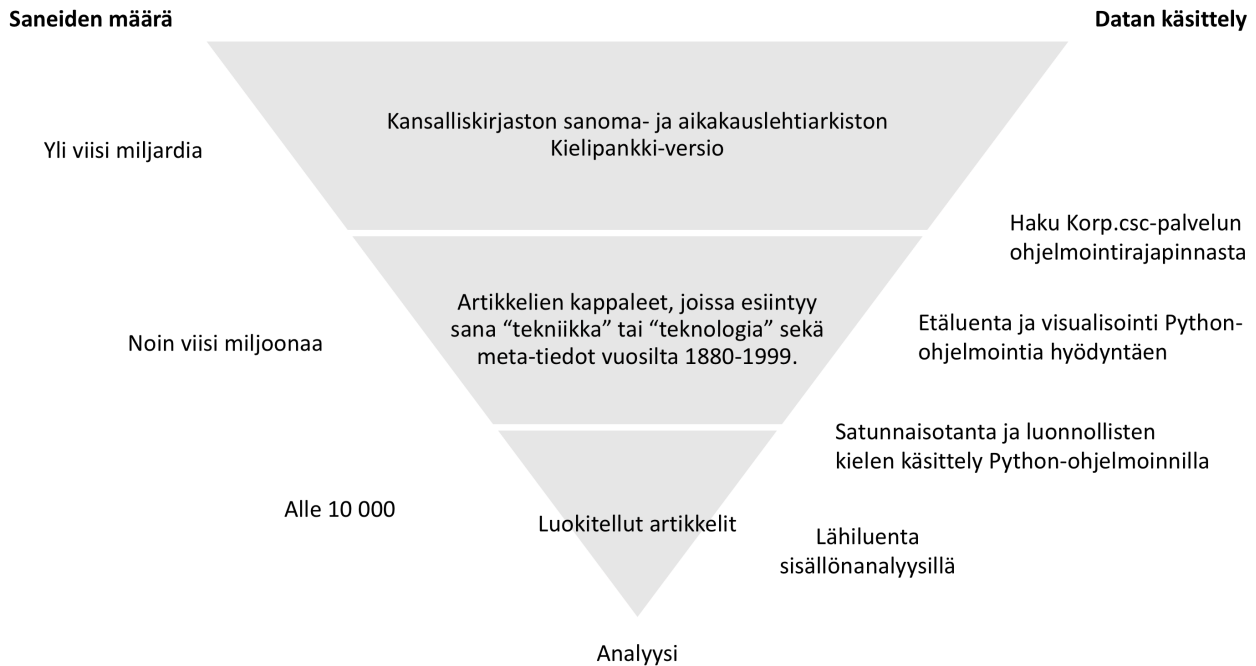 Saneiden määrä
Datan käsittely
Kansalliskirjaston sanoma- ja aikakauslehtiarkiston
Kielipankki-versio
Yli viisi miljardia
Haku Korp.csc-palvelun
ohjelmointirajapinnasta
Artikkelien kappaleet, joissa esiintyy
sana “tekniikka” tai “teknologia” sekä
meta-tiedot vuosilta 1880-1999.
Noin viisi miljoonaa
Etäluenta ja visualisointi Python-
ohjelmointia hyödyntäen
Satunnaisotanta ja luonnollisten
kielen käsittely Python-ohjelmoinnilla
Alle 10 000
Luokitellut artikkelit
Lähiluenta
sisällönanalyysillä
Analyysi